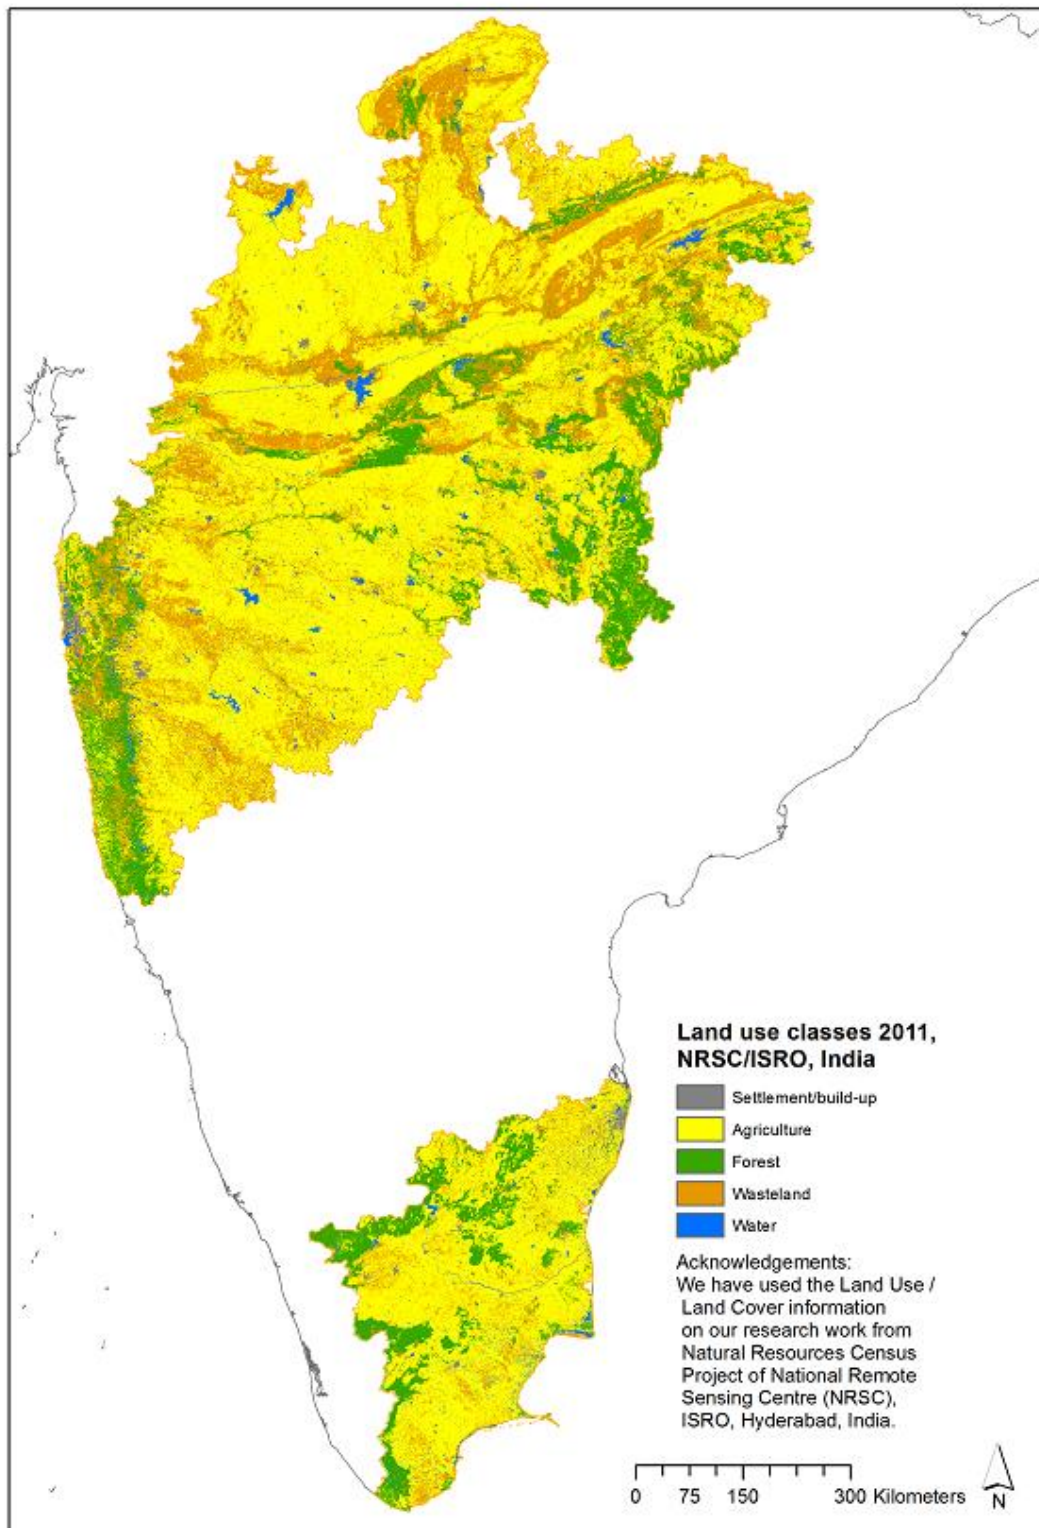 Land use classes 2011,
NRSC/ISRO, India
Settlement/build-up
Agriculture
Forest
Wasteland
Water
Acknowledgements:
We have used the Land Use /
Land Cover information
on our research work from
Natural Resources Census
Project of National Remote
Sensing Centre (NRSC),
ISRO, Hyderabad, India.
0 75 150 300 Kilometers
N